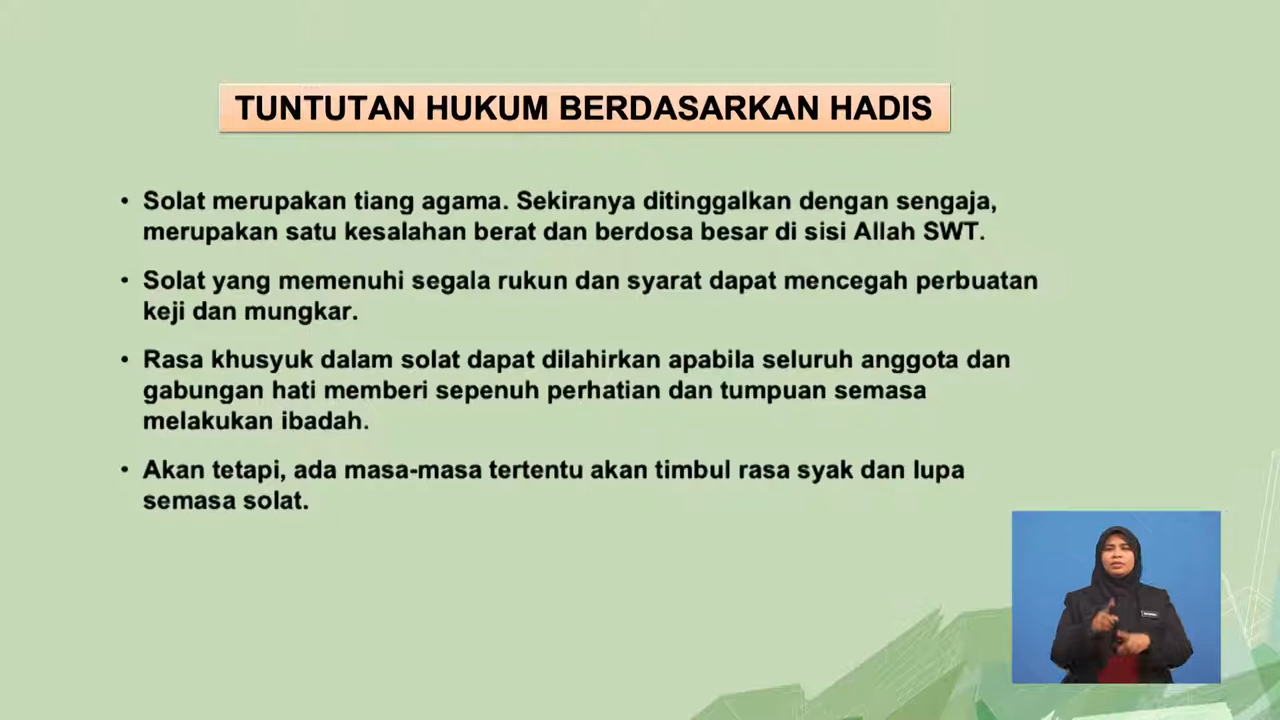 TUNTUTAN HUKUM BERDASARKAN HADIS
• Solat merupakan tiang agama. Sekiranya ditinggalkan dengan sengaja,
merupakan satu kesalahan berat dan berdosa besar di sisi Allah SWT.
• Solat yang memenuhi segala rukun dan syarat dapat mencegah perbuatan
keji dan mungkar.
• Rasa khusyuk dalam solat dapat dilahirkan apabila seluruh anggota dan
gabungan hati memberi sepenuh perhatian dan tumpuan semasa
melakukan ibadah.
• Akan tetapi, ada masa-masa tertentu akan timbul rasa syak dan lupa
semasa solat.